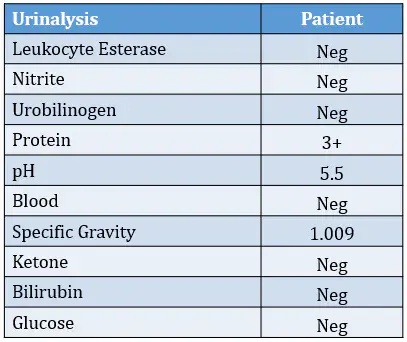 Urinalysis Patient
Leukocyte Esterase Neg
Nitrite Neg
Urobilinogen Neg
Protein 3+
pH 5.5
Blood Neg
Specific Gravity 1.009
Ketone Neg
Bilirubin Neg
Glucose Neg